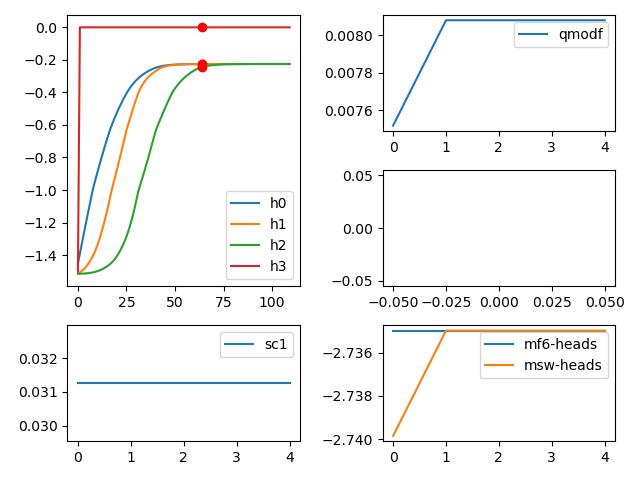 0.0
−0.2
−0.4
−0.6
−0.8
−1.0
−1.2
−1.4
h0
h1
h2
h3
0 25 50 75 100
0.0080
0.0078
0.0076
qmodf
0 1 2 3 4
0.05
0.00
−0.05
−0.050 −0.025 0.000 0.025 0.050
0.032
0.031
0.030
sc1
0 1 2 3 4
−2.736
−2.738
−2.740
mf6-heads
msw-heads
0 1 2 3 4